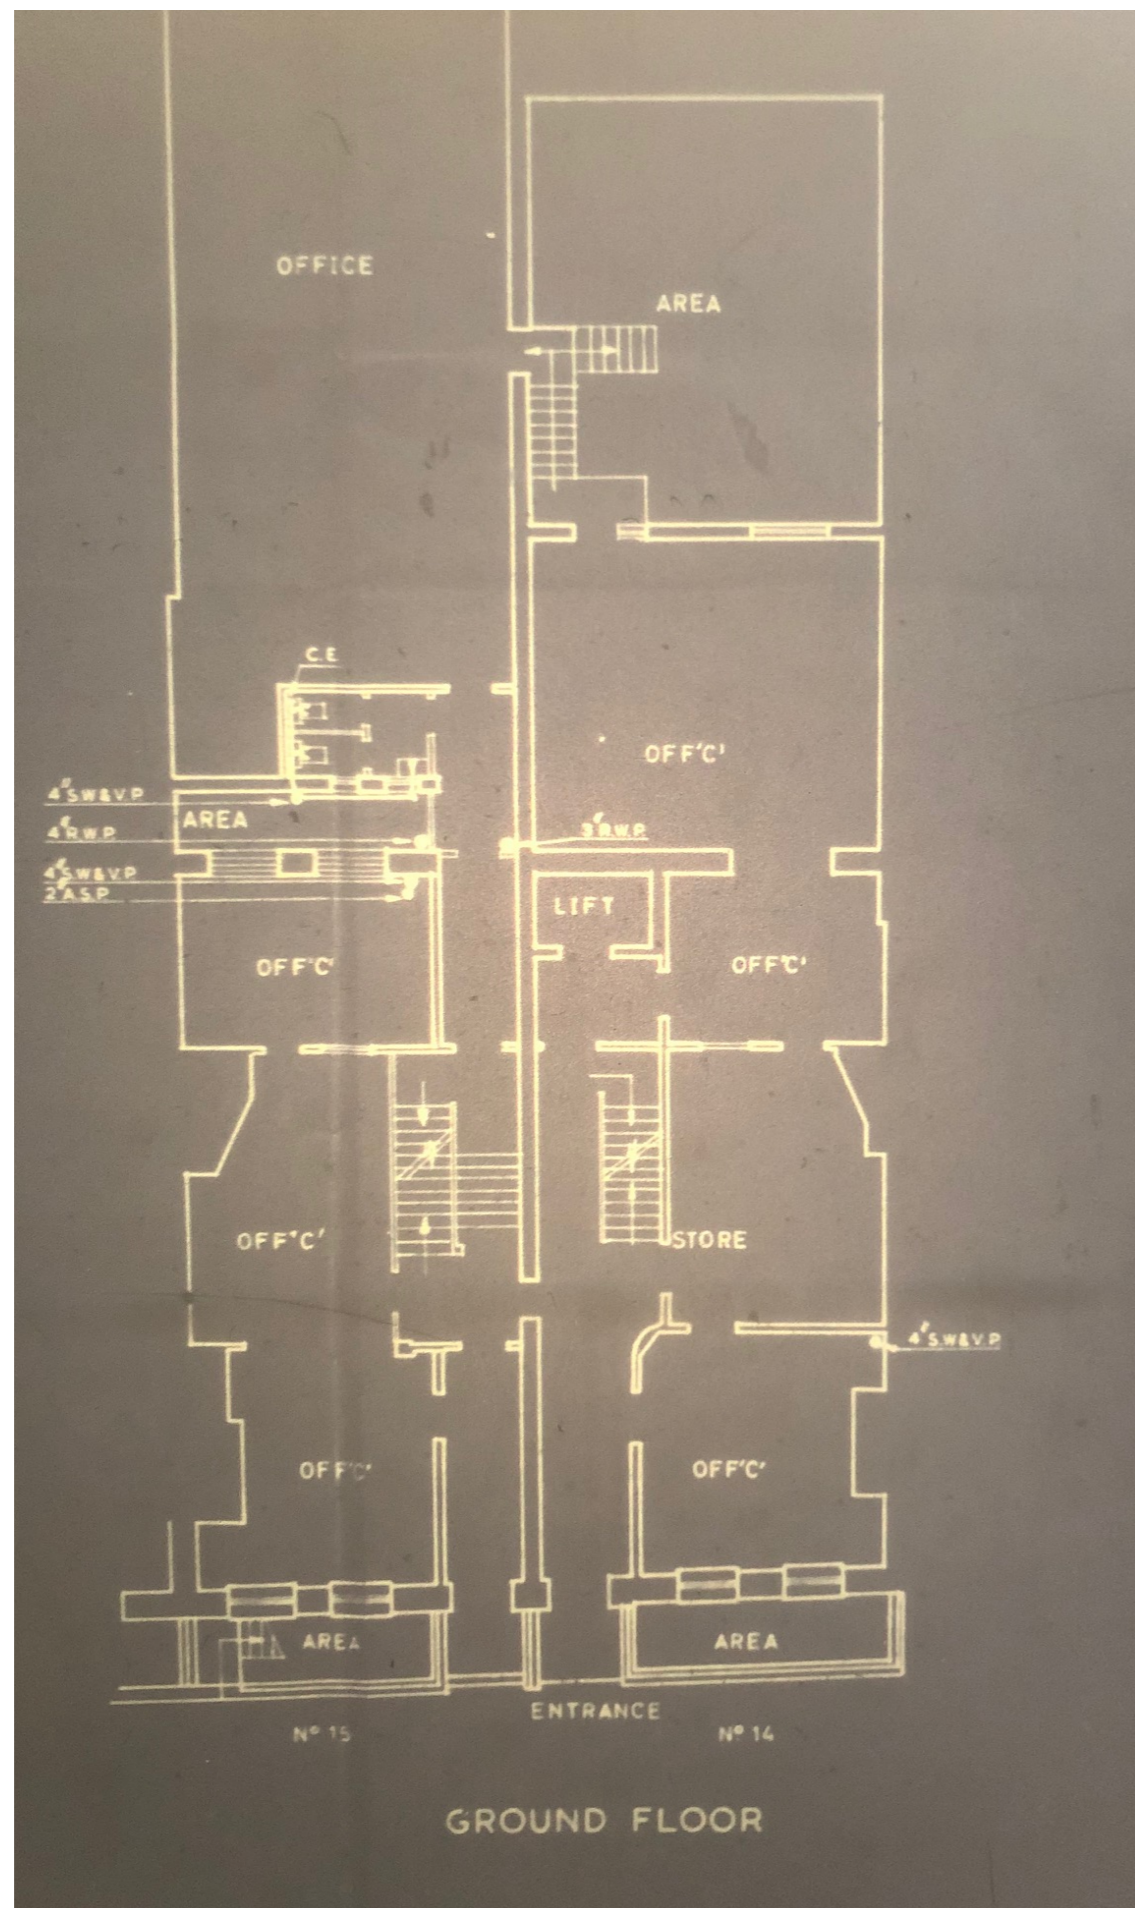 OFFICE
AREA
C.E
OFF'C'
4" S.W & V.P
AREA
4" R.W.P.
3" R.W.P.
4" S.W & V.P
2" A.S.P.
LIFT
OFF'C'
OFF'C'
OFF'C'
STORE
4" S.W & V.P
OFF'C'
OFF'C'
AREA
AREA
ENTRANCE
Nº 15
Nº 14
GROUND FLOOR